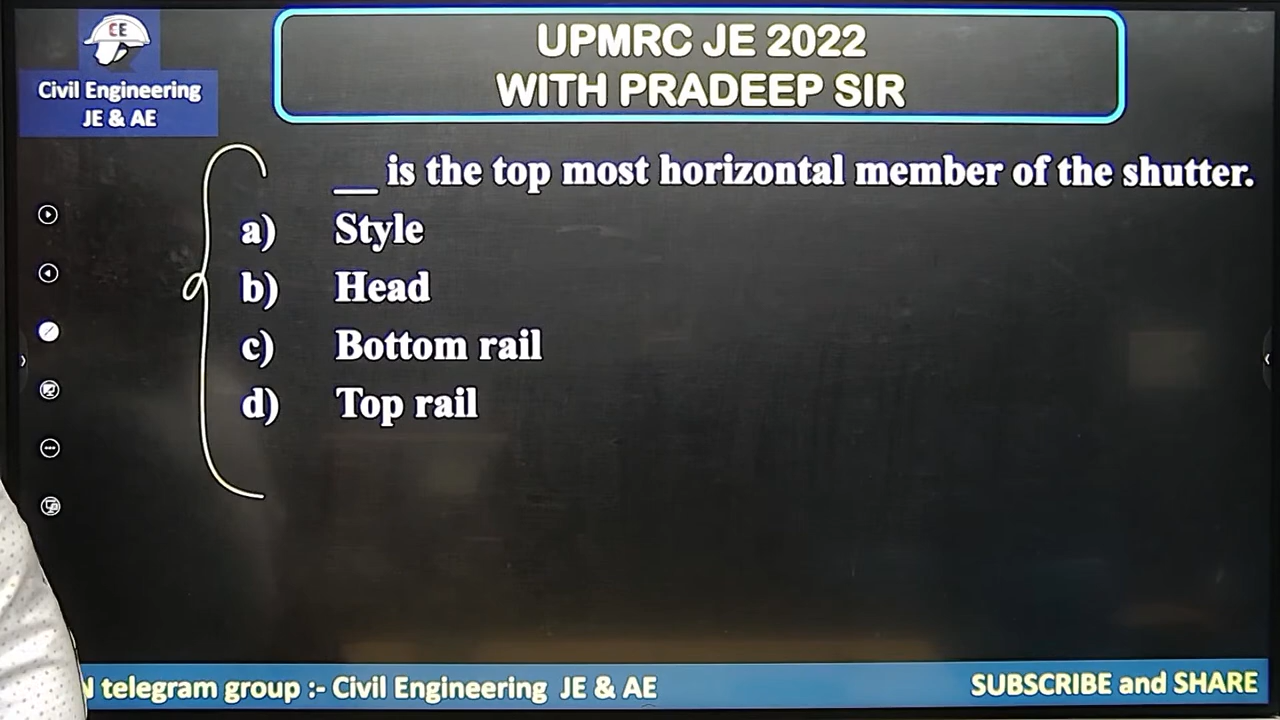 CE
Civil Engineering
JE & AE
UPMRC JE 2022
WITH PRADEEP SIR
__ is the top most horizontal member of the shutter.
a) Style
b) Head
c) Bottom rail
d) Top rail
telegram group :- Civil Engineering JE & AE
SUBSCRIBE and SHARE